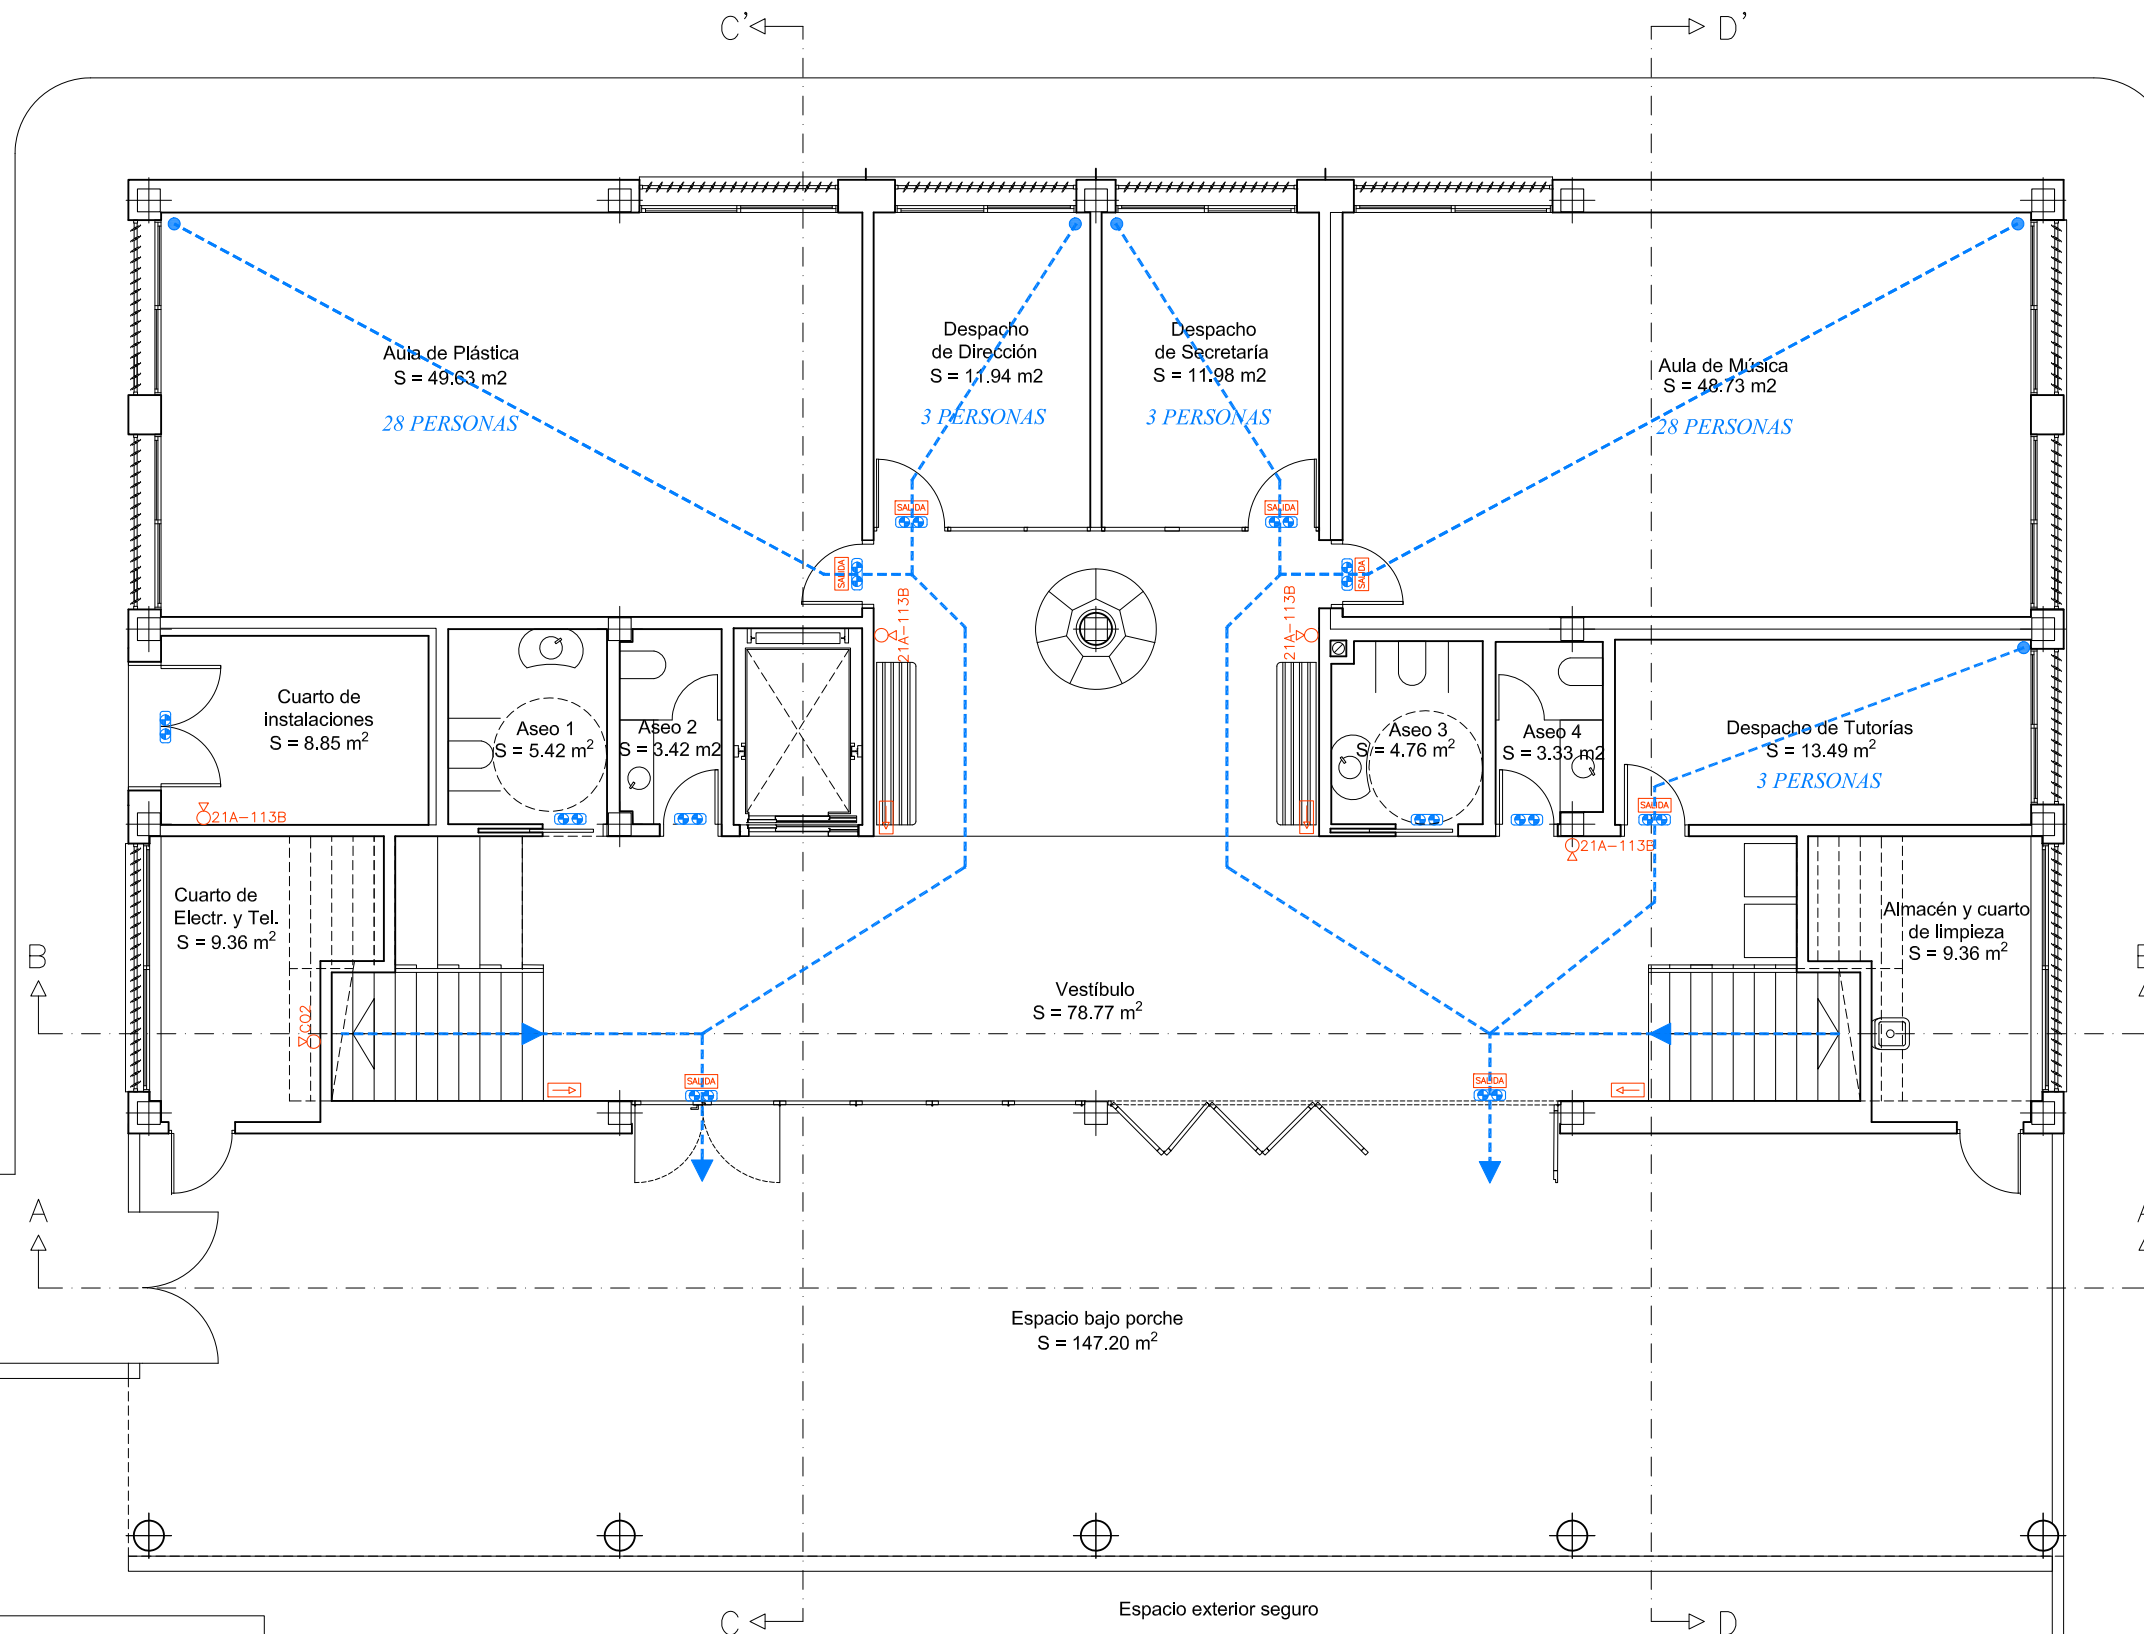 C'
D'
Aula de Plástica
S = 49.63 m2
28 PERSONAS
Despacho
de Dirección
S = 11.94 m2
3 PERSONAS
Despacho
de Secretaría
S = 11.98 m2
3 PERSONAS
Aula de Música
S = 48.73 m2
28 PERSONAS
SALIDA
SALIDA
SALIDA
SALIDA
21A-113B
21A-113B
Cuarto de
instalaciones
S = 8.85 m²
21A-113B
Aseo 1
S = 5.42 m²
Aseo 2
S = 3.42 m2
Aseo 3
S = 4.76 m²
Aseo 4
S = 3.33 m2
Despacho de Tutorías
S = 13.49 m²
3 PERSONAS
SALIDA
21A-113B
Cuarto de
Electr. y Tel.
S = 9.36 m²
Almacén y cuarto
de limpieza
S = 9.36 m²
B
B
CO2
Vestíbulo
S = 78.77 m²
SALIDA
SALIDA
A
A
Espacio bajo porche
S = 147.20 m²
Espacio exterior seguro
C
D